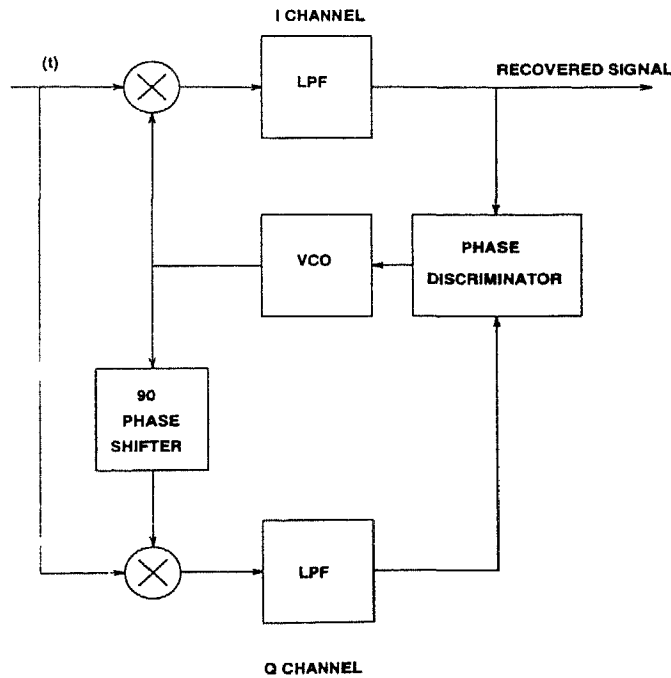 I CHANNEL
(t)
LPF
RECOVERED SIGNAL
VCO
PHASE
DISCRIMINATOR
90
PHASE
SHIFTER
LPF
Q CHANNEL